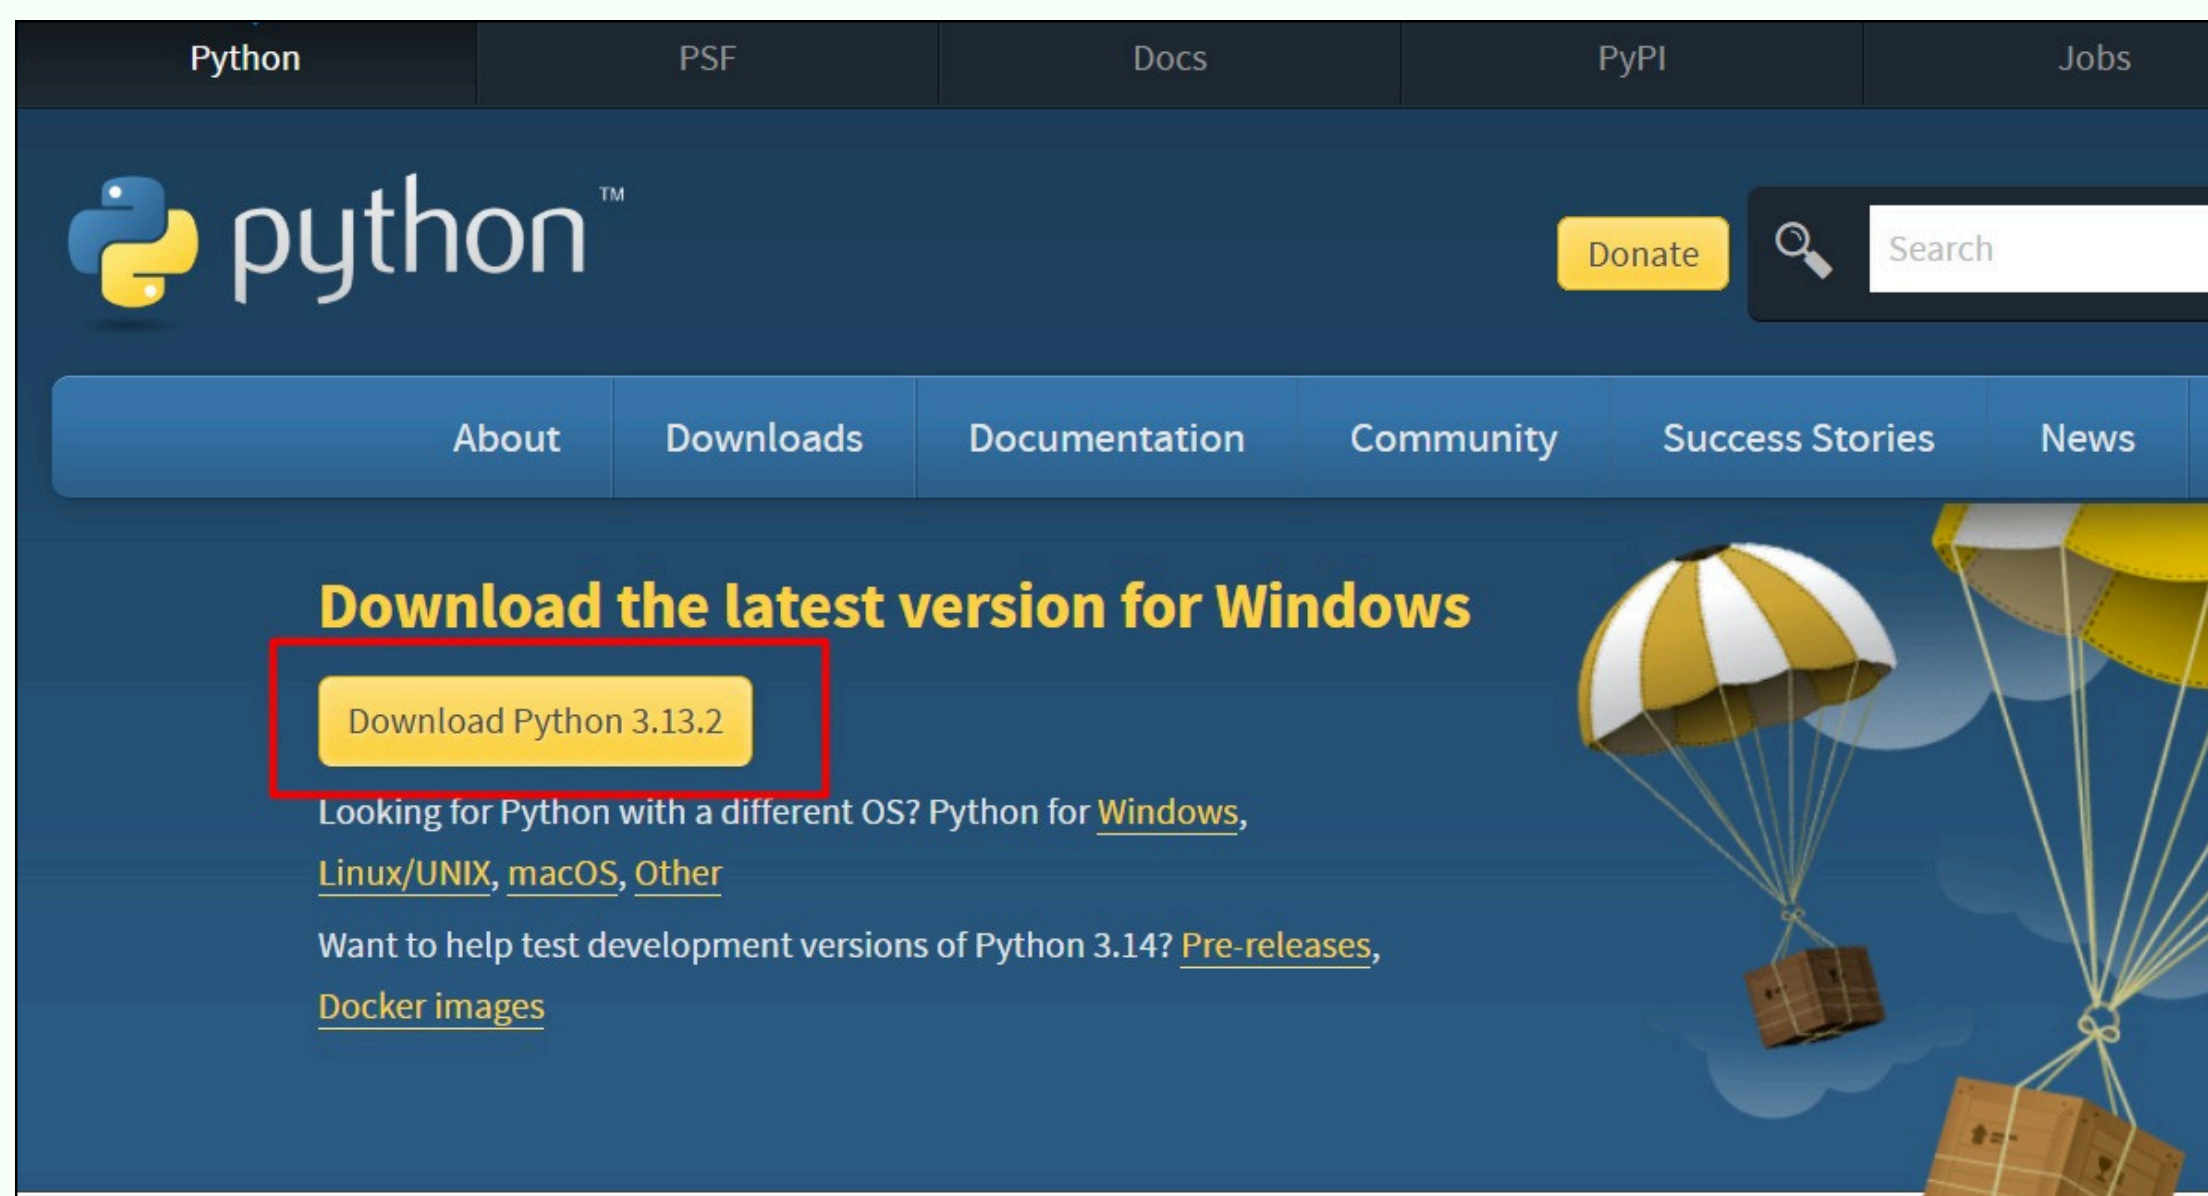 Python PSF Docs PyPI Jobs
python™
Donate Search
About Downloads Documentation Community Success Stories News
Download the latest version for Windows
Download Python 3.13.2
Looking for Python with a different OS? Python for Windows,
Linux/UNIX, macOS, Other
Want to help test development versions of Python 3.14? Pre-releases,
Docker images